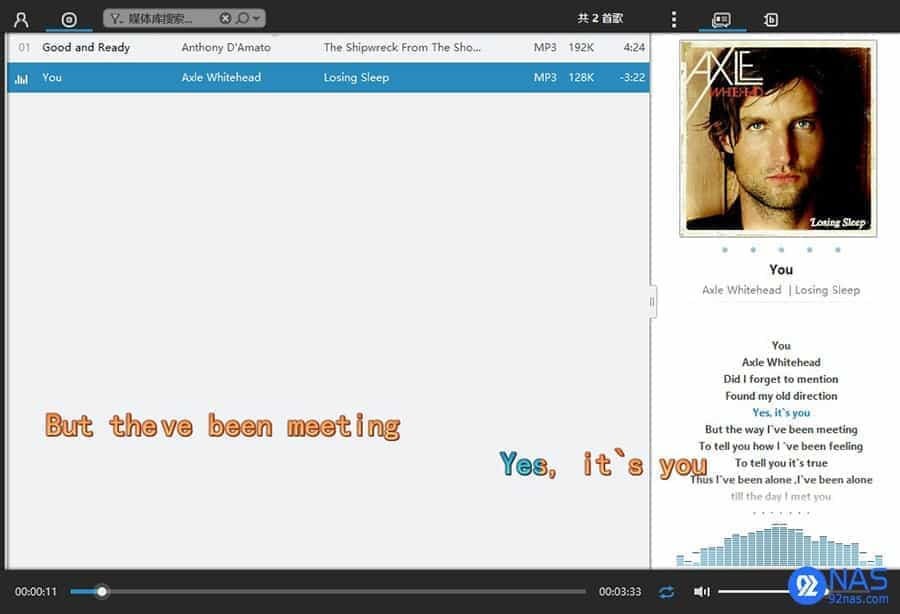 媒体库搜索...
共 2 首歌
01 Good and Ready Anthony D'Amato The Shipwreck From The Sho... MP3 192K 4:24
You Axle Whitehead Losing Sleep MP3 128K -3:22
AXLE
WHITEHEAD
Losing Sleep
You
Axle Whitehead | Losing Sleep
You
Axle Whitehead
Did I forget to mention
Found my old direction
Yes, it`s you
But the way I`ve been meeting
To tell you how I `ve been feeling
To tell you it`s true
Thus I`ve been alone ,I`ve been alone
till the day I met you
But theve been meeting
Yes, it`s you
00:00:11 00:03:33
92 NAS
92nas.com